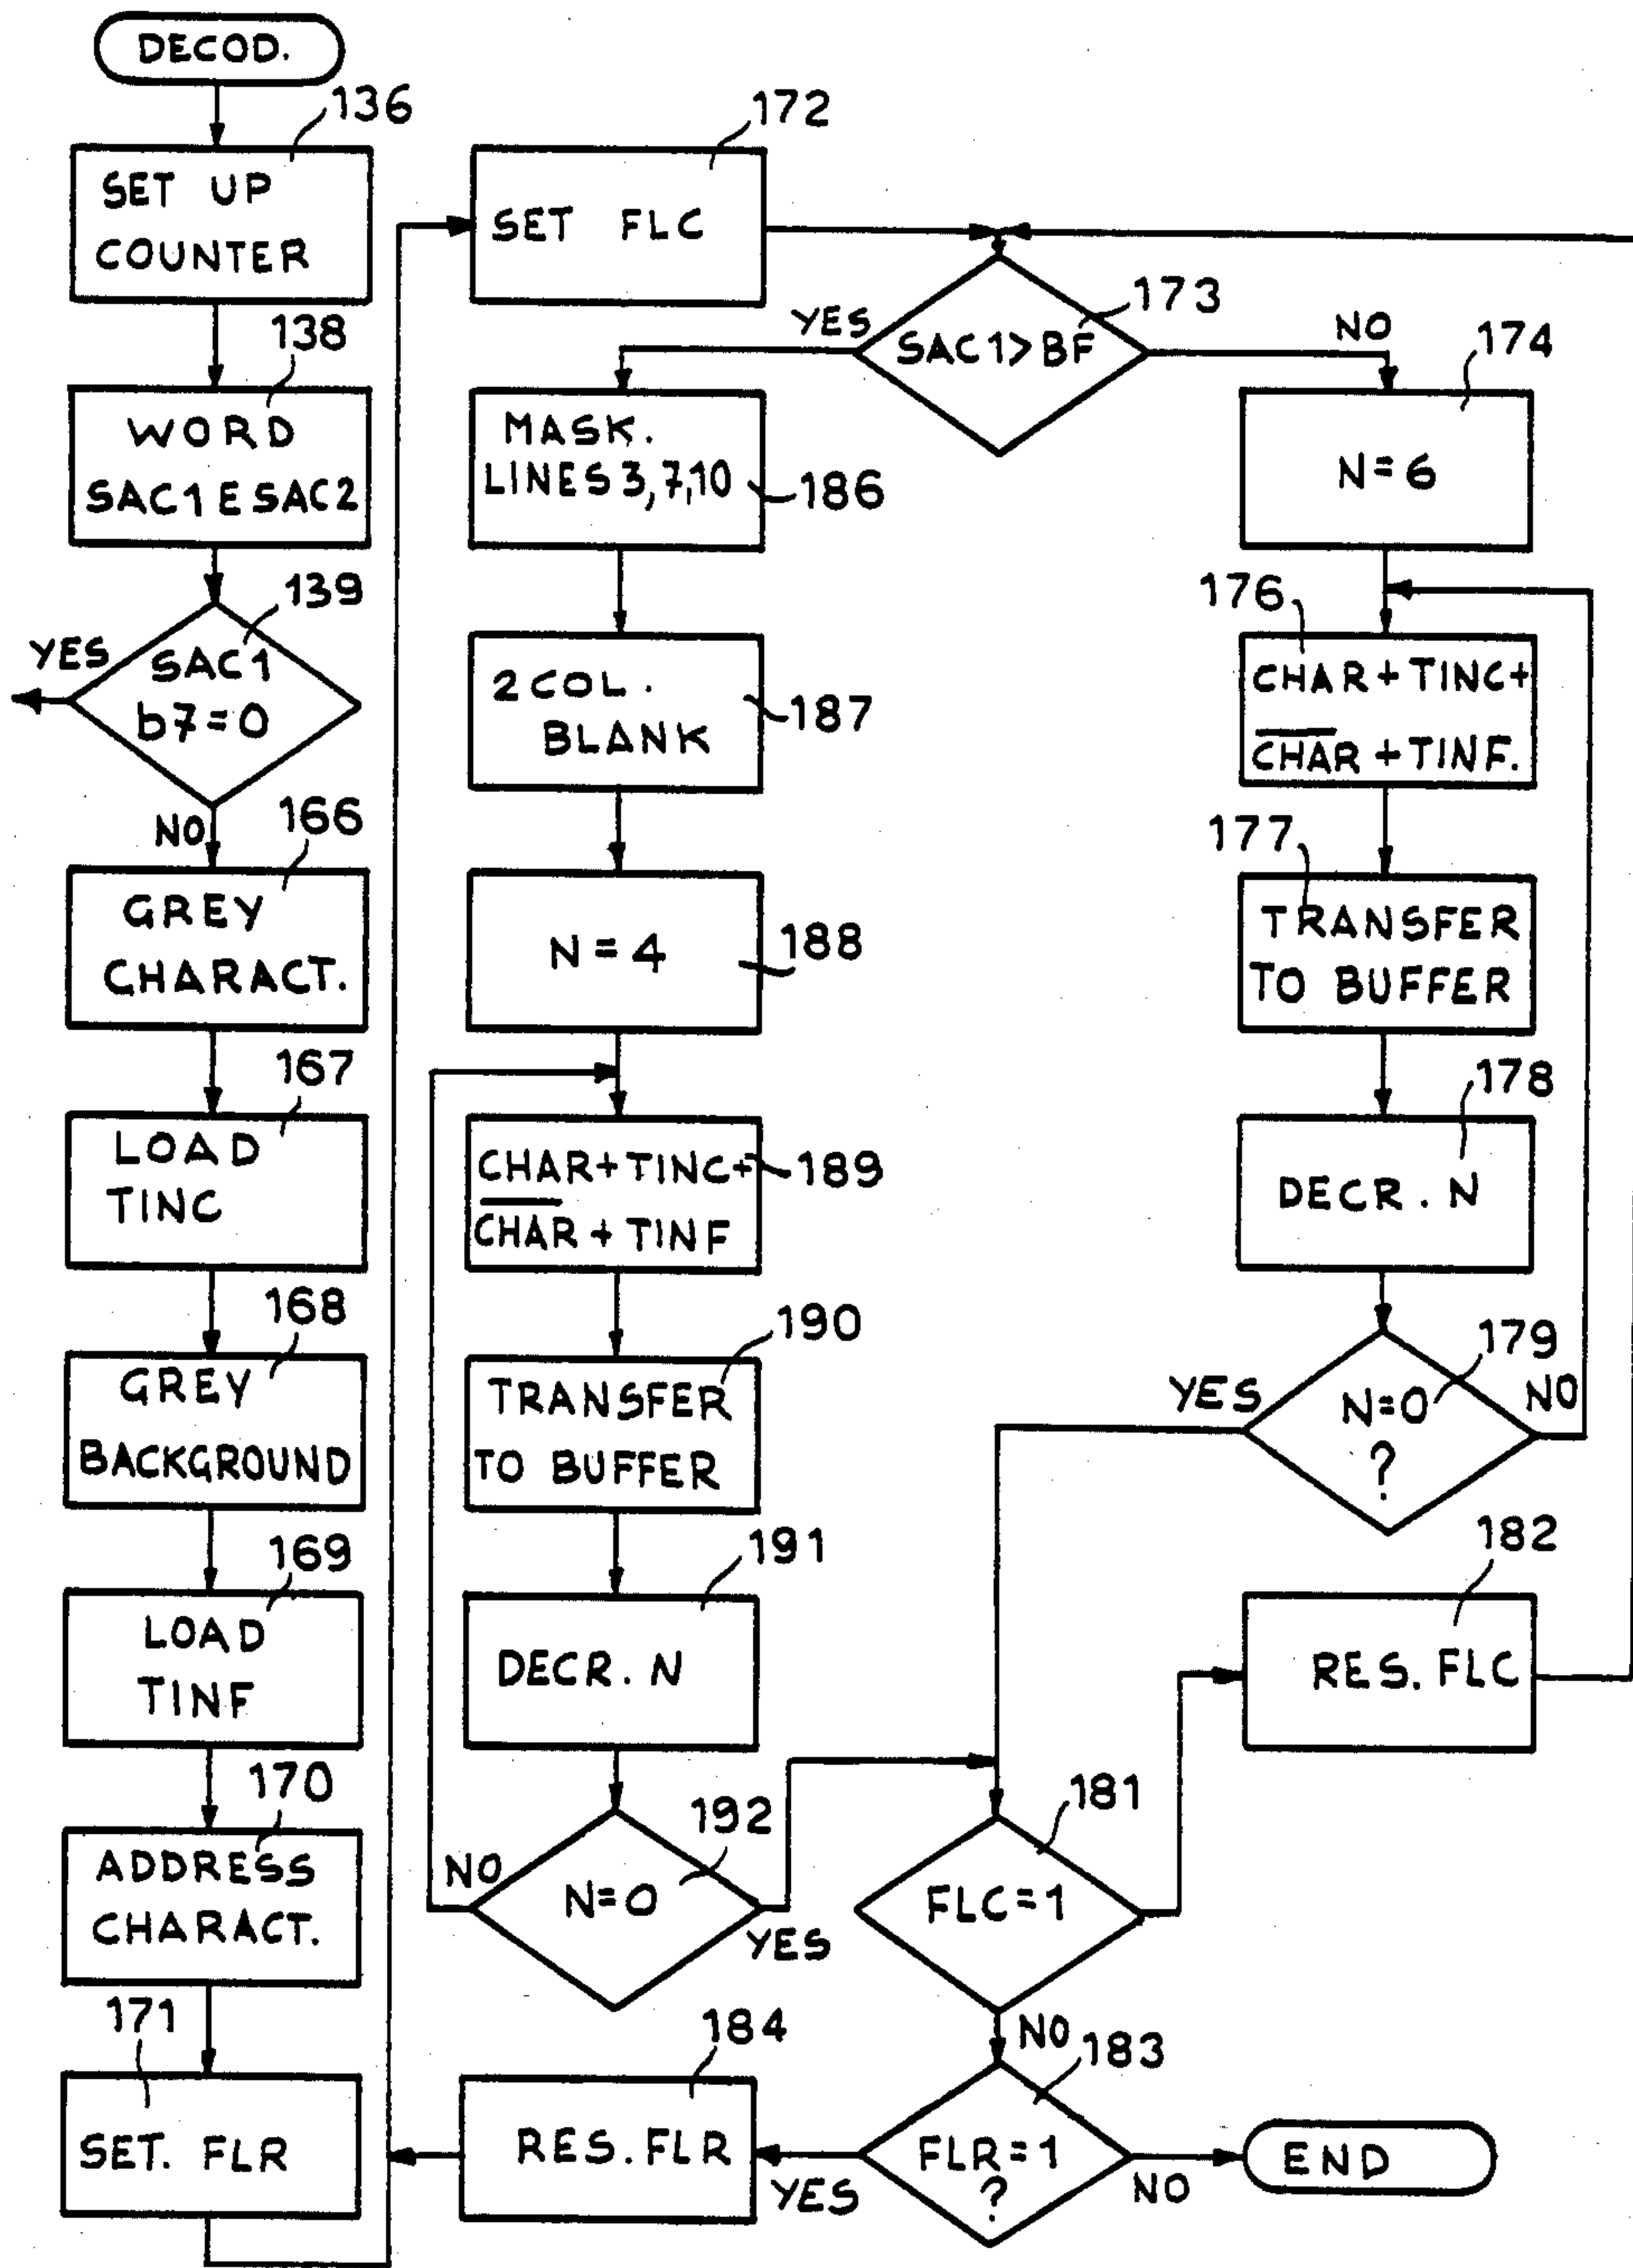 DECOD.
136
SET UP
COUNTER
138
WORD
SAC1 E SAC2
139
YES
SAC1
b7=0
NO
166
GREY
CHARACT.
167
LOAD
TINC
168
GREY
BACKGROUND
169
LOAD
TINF
170
ADDRESS
CHARACT.
171
SET. FLR
172
SET FLC
173
YES
SAC1>BF
NO
MASK.
LINES 3,7,10
186
2 COL.
BLANK
187
N=4
188
CHAR+TINC+
C̅H̅A̅R̅+TINF
189
190
TRANSFER
TO BUFFER
191
DECR. N
192
NO
N=0
YES
174
N=6
176
CHAR+TINC+
C̅H̅A̅R̅+TINF.
177
TRANSFER
TO BUFFER
178
DECR. N
179
YES
N=0
?
NO
182
RES. FLC
181
FLC=1
NO
183
FLR=1
?
YES
NO
184
RES. FLR
END